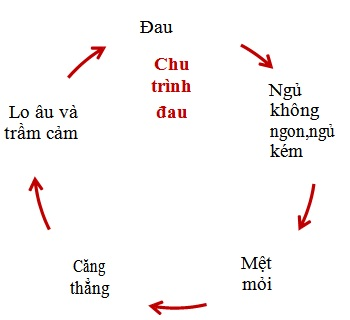 Đau
Chu
trình
đau
Ngủ
không
ngon,ngủ
kém
Mệt
mỏi
Căng
thẳng
Lo âu và
trầm cảm